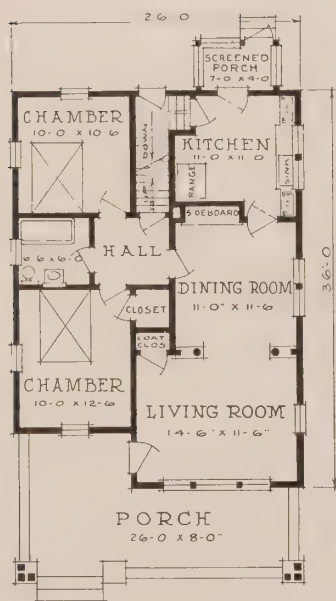 26-0
SCREENED
PORCH
7-0 x 4-0
CHAMBER
10-0 x 10-6
DOWN
KITCHEN
11-0 x 11-0
RANGE
SINK
SIDEBOARD
HALL
6-6 x 6-0
DINING ROOM
11-0" x 11-6
36-0
CLOSET
COAT
CLOS
CHAMBER
10-0 x 12-6
LIVING ROOM
14-6" x 11-6"
PORCH
26-0 x 8-0"